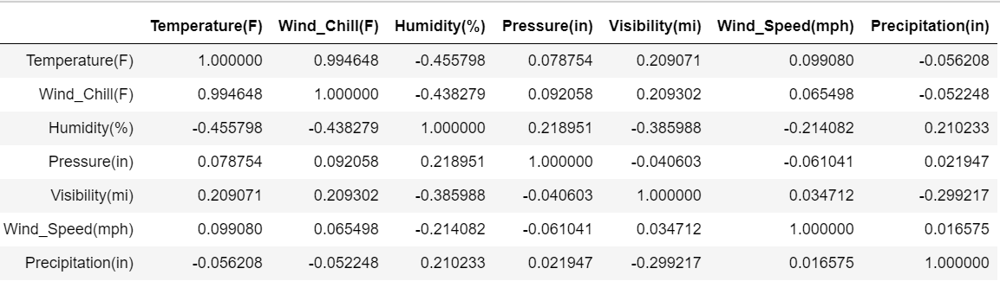 Temperature(F) Wind_Chill(F) Humidity(%) Pressure(in) Visibility(mi) Wind_Speed(mph) Precipitation(in)
Temperature(F) 1.000000 0.994648 -0.455798 0.078754 0.209071 0.099080 -0.056208
Wind_Chill(F) 0.994648 1.000000 -0.438279 0.092058 0.209302 0.065498 -0.052248
Humidity(%) -0.455798 -0.438279 1.000000 0.218951 -0.385988 -0.214082 0.210233
Pressure(in) 0.078754 0.092058 0.218951 1.000000 -0.040603 -0.061041 0.021947
Visibility(mi) 0.209071 0.209302 -0.385988 -0.040603 1.000000 0.034712 -0.299217
Wind_Speed(mph) 0.099080 0.065498 -0.214082 -0.061041 0.034712 1.000000 0.016575
Precipitation(in) -0.056208 -0.052248 0.210233 0.021947 -0.299217 0.016575 1.000000